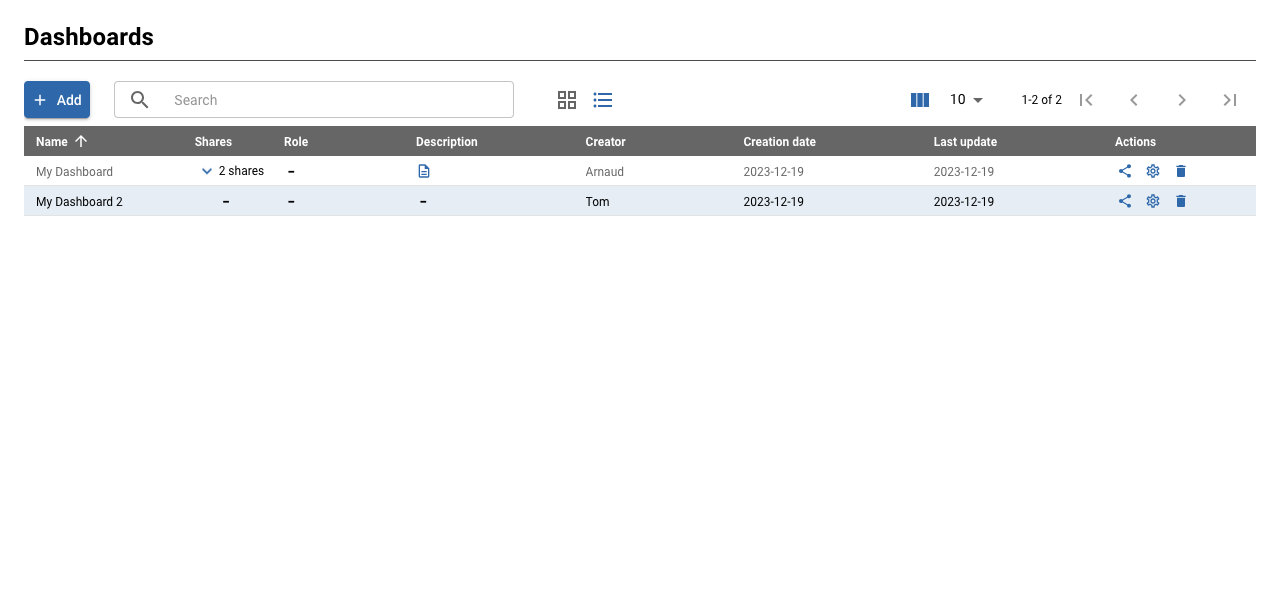 Dashboards
Add Search 10 1-2 of 2
Name Shares Role Description Creator Creation date Last update Actions
My Dashboard 2 shares - Arnaud 2023-12-19 2023-12-19
My Dashboard 2 - - - Tom 2023-12-19 2023-12-19